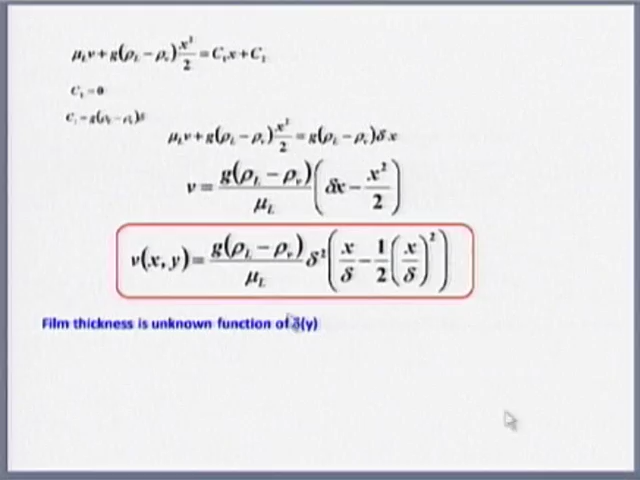 μ_L v + g(ρ_L − ρ_v) x²/2 = C₁x + C₂
C₂ = 0
C₁ = g(ρ_L − ρ_v)δ
μ_L v + g(ρ_L − ρ_v) x²/2 = g(ρ_L − ρ_v)δ x
v = g(ρ_L − ρ_v)/μ_L (δx − x²/2)
v(x, y) = g(ρ_L − ρ_v)/μ_L δ² (x/δ − 1/2 (x/δ)²)
Film thickness is unknown function of δ(y)